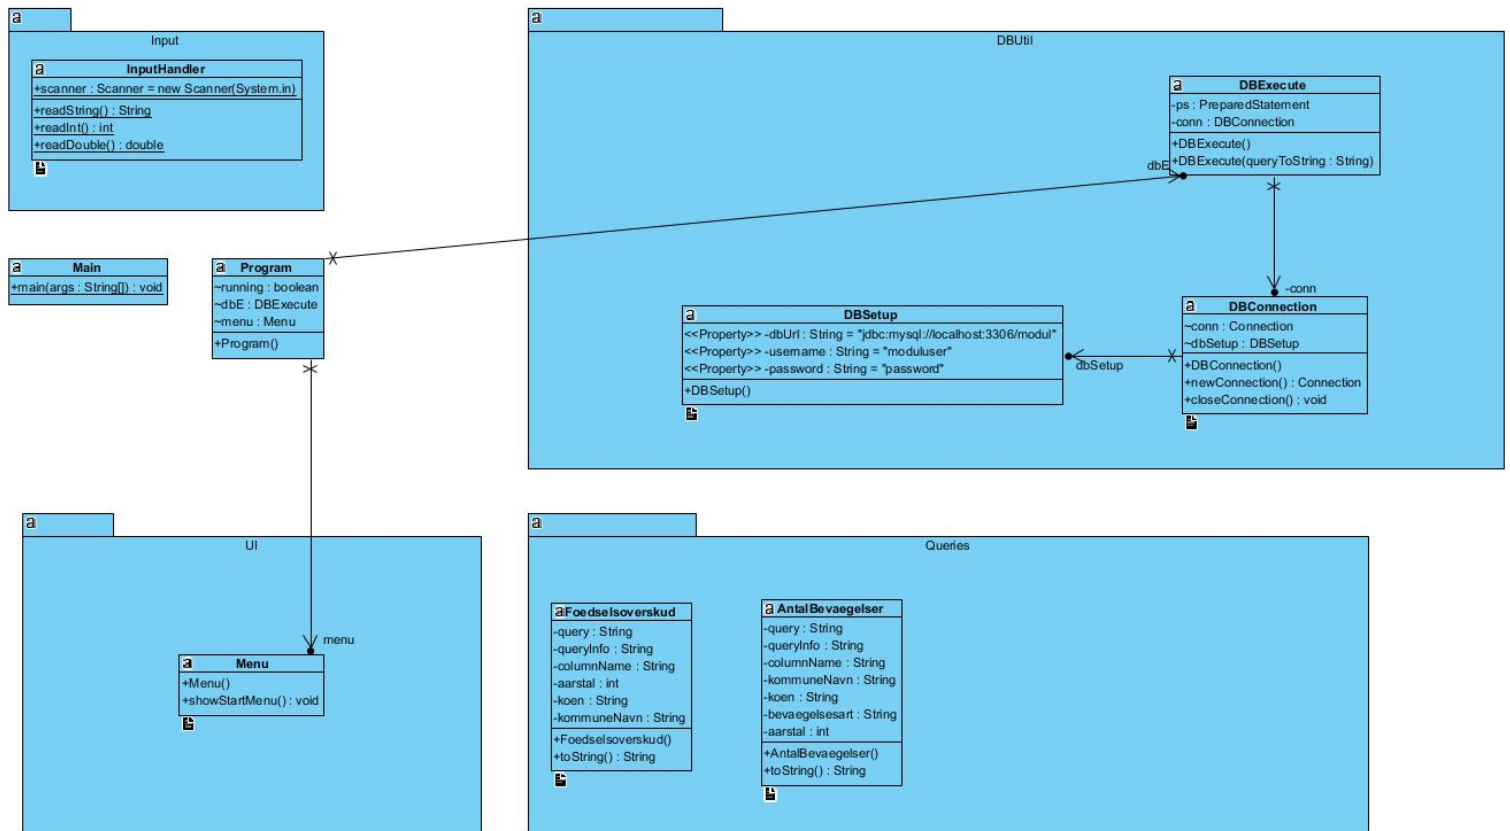 a
Input
a
InputHandler
+scanner : Scanner = new Scanner(System.in)
+readString() : String
+readInt() : int
+readDouble() : double
a
Main
+main(args : String[]) : void
a
Program
~running : boolean
~dbE : DBExecute
~menu : Menu
+Program()
a
DBUtil
a
DBExecute
-ps : PreparedStatement
-conn : DBConnection
+DBExecute()
+DBExecute(queryToString : String)
dbE
-conn
a
DBConnection
~conn : Connection
~dbSetup : DBSetup
+DBConnection()
+newConnection() : Connection
+closeConnection() : void
dbSetup
a
DBSetup
<<Property>> -dbUrl : String = "jdbc:mysql://localhost:3306/modul"
<<Property>> -username : String = "moduluser"
<<Property>> -password : String = "password"
+DBSetup()
a
UI
menu
a
Menu
+Menu()
+showStartMenu() : void
a
Queries
a
Foedselsoverskud
-query : String
-queryInfo : String
-columnName : String
-aarstal : int
-koen : String
-kommuneNavn : String
+Foedselsoverskud()
+toString() : String
a
AntalBevaegelser
-query : String
-queryInfo : String
-columnName : String
-kommuneNavn : String
-koen : String
-bevaegelsesart : String
-aarstal : int
+AntalBevaegelser()
+toString() : String